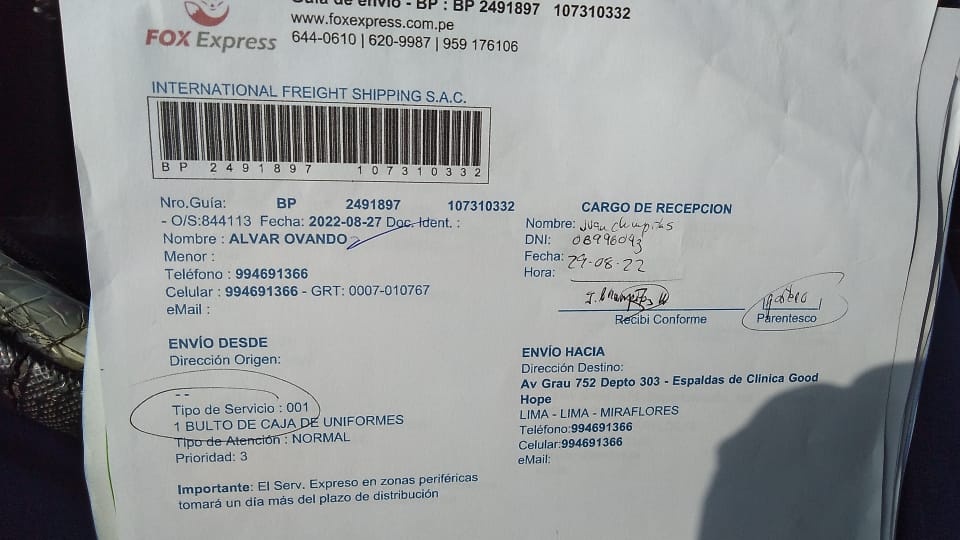 Guía de envío - BP : BP 2491897 107310332
www.foxexpress.com.pe
644-0610 | 620-9987 | 959 176106
FOX Express
INTERNATIONAL FREIGHT SHIPPING S.A.C.
BP 2491897 107310332
Nro.Guía: BP 2491897 107310332
- O/S:844113 Fecha: 2022-08-27 Doc. Ident. :
Nombre : ALVAR OVANDO
Menor :
Teléfono : 994691366
Celular : 994691366 - GRT: 0007-010767
eMail :
CARGO DE RECEPCION
Nombre: Juan
DNI: 08996093
Fecha: 29-08-22
Hora:
Recibi Conforme
Parentesco
ENVÍO DESDE
Dirección Origen:
--
Tipo de Servicio : 001
1 BULTO DE CAJA DE UNIFORMES
Tipo de Atención : NORMAL
Prioridad: 3
Importante: El Serv. Expreso en zonas periféricas
tomará un día más del plazo de distribución
ENVÍO HACIA
Dirección Destino:
Av Grau 752 Depto 303 - Espaldas de Clinica Good
Hope
LIMA - LIMA - MIRAFLORES
Teléfono:994691366
Celular:994691366
eMail: